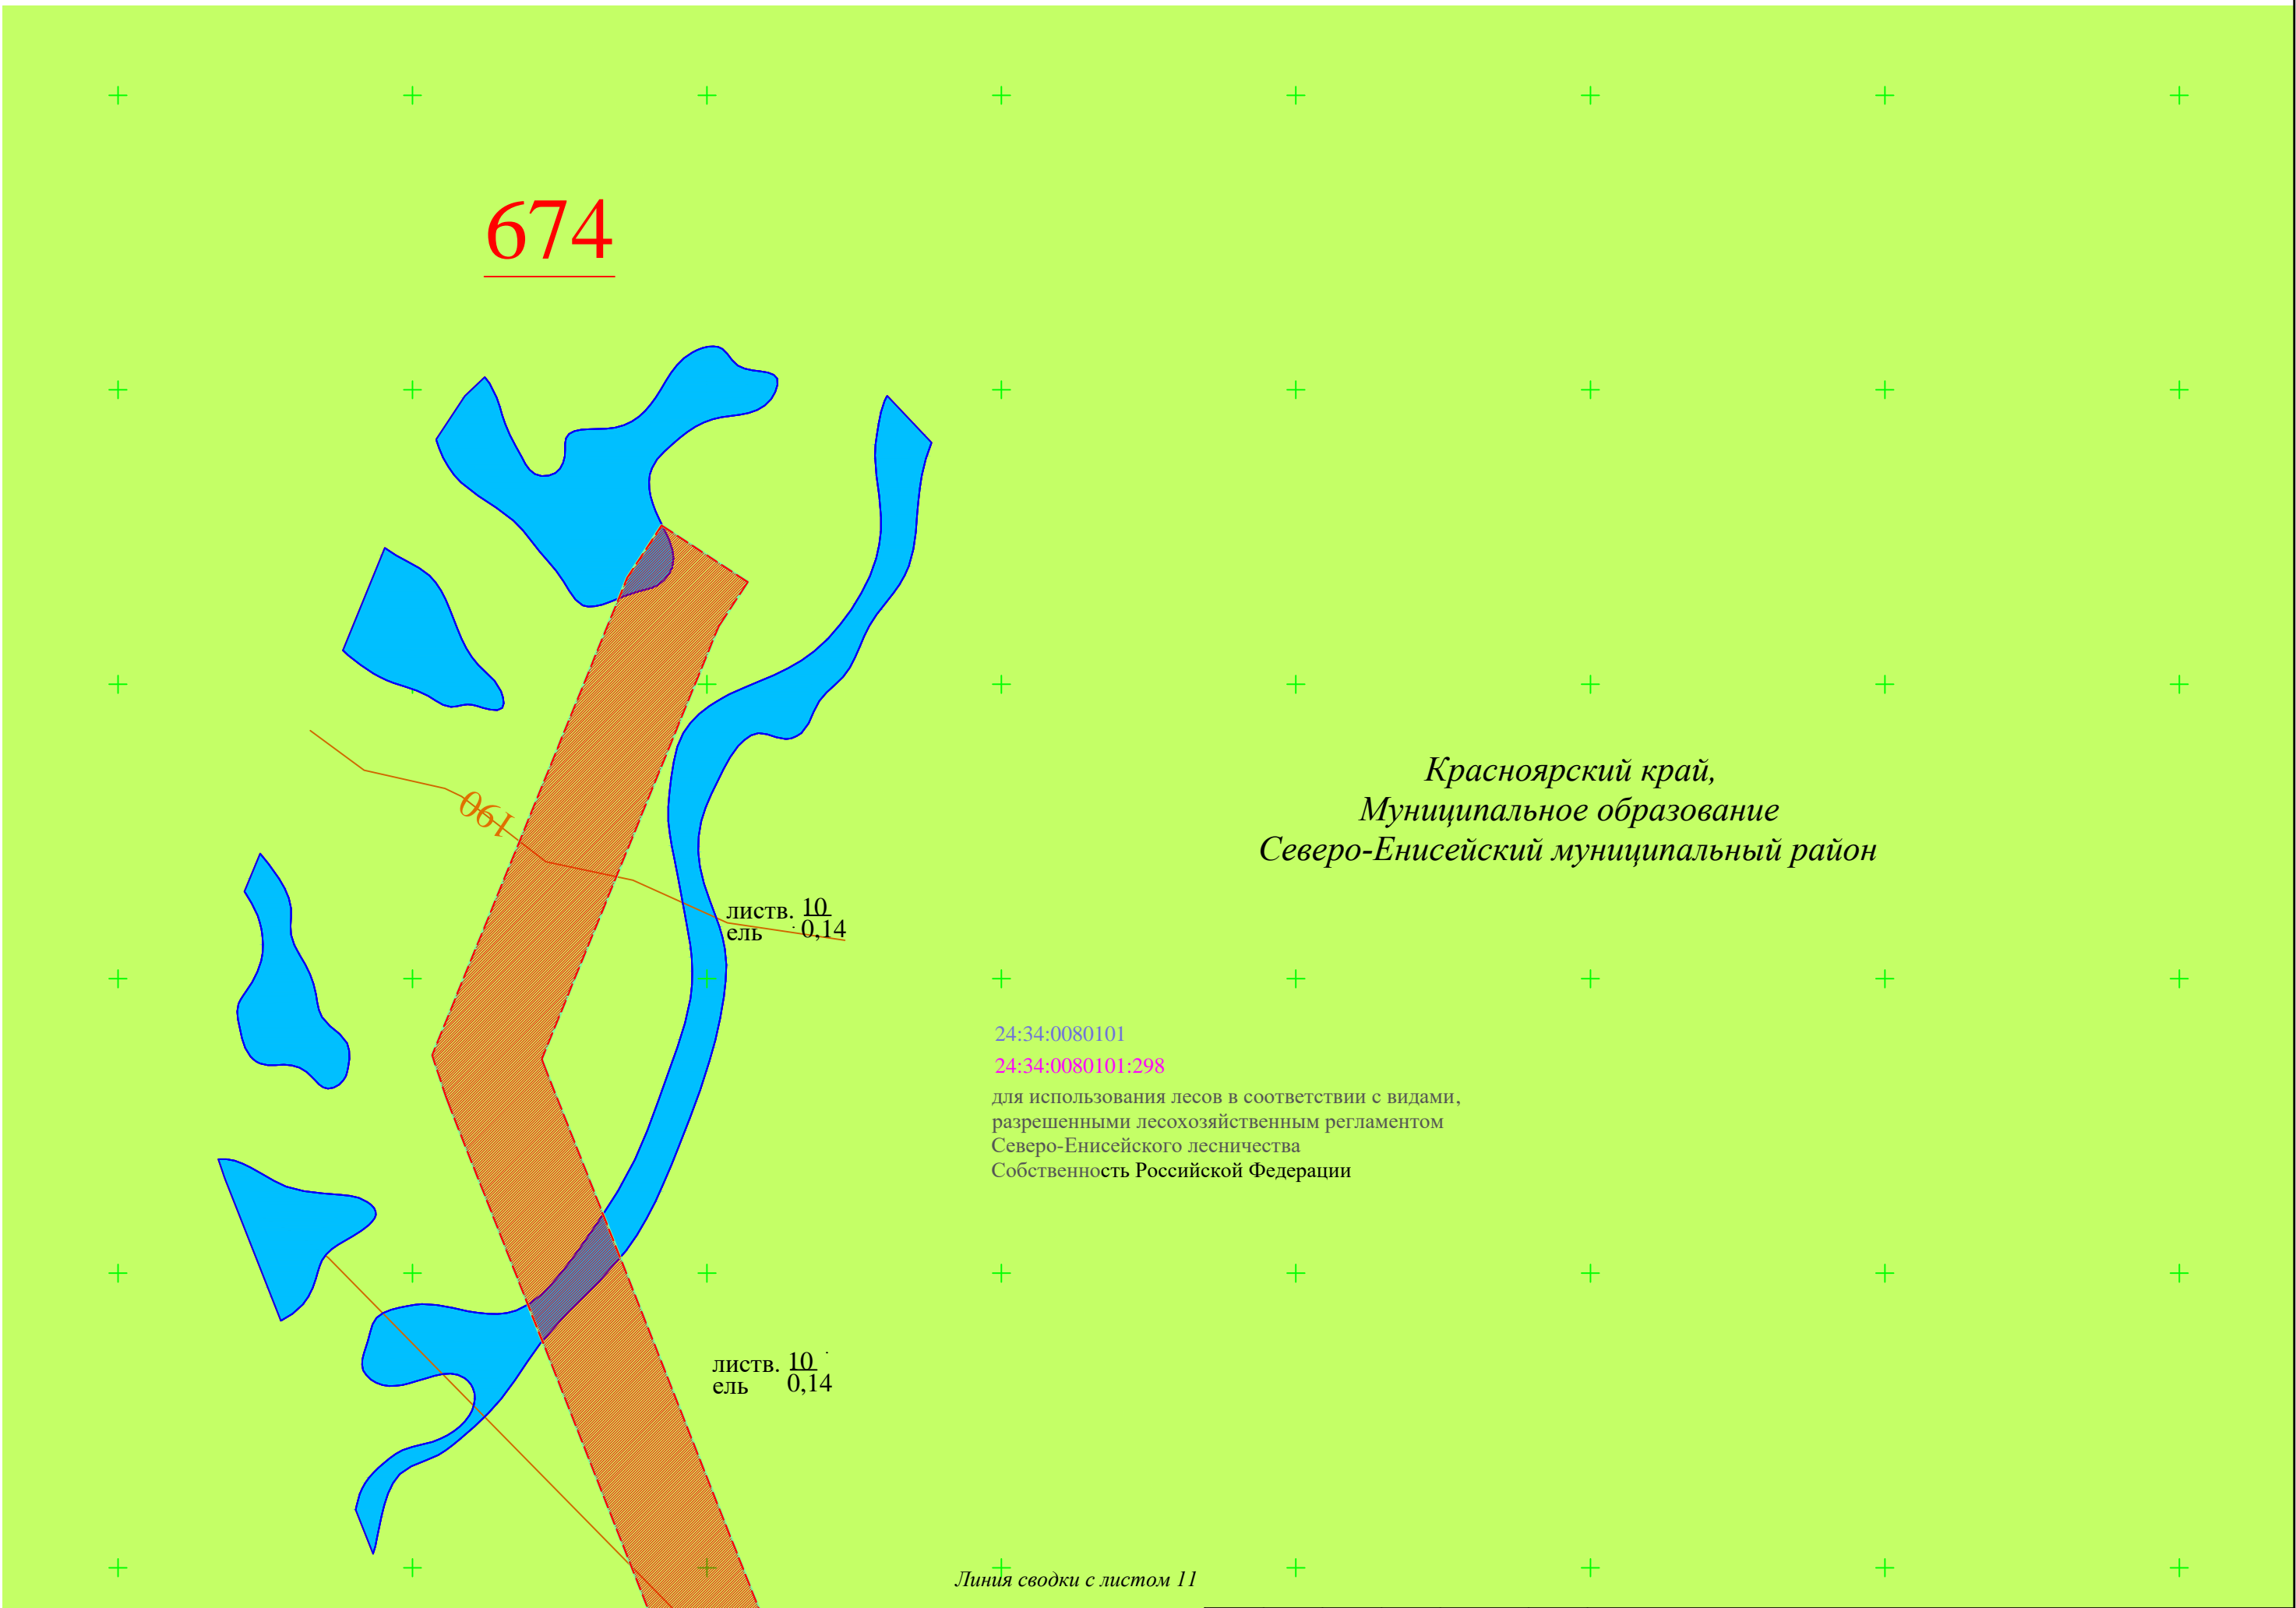 674
Красноярский край,
Муниципальное образование
Северо-Енисейский муниципальный район
190
листв. 10
ель 0,14
24:34:0080101
24:34:0080101:298
для использования лесов в соответствии с видами,
разрешенными лесохозяйственным регламентом
Северо-Енисейского лесничества
Собственность Российской Федерации
листв. 10
ель 0,14
Линия сводки с листом 11